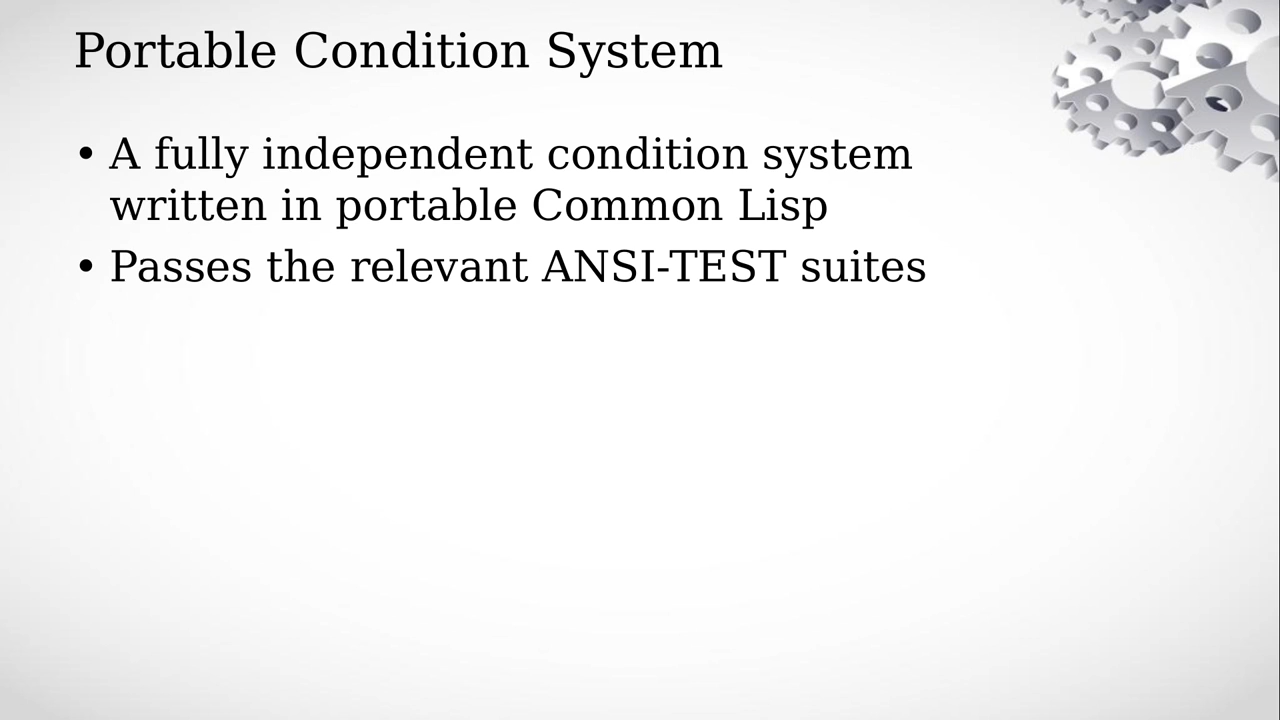 Portable Condition System
• A fully independent condition system
written in portable Common Lisp
• Passes the relevant ANSI-TEST suites